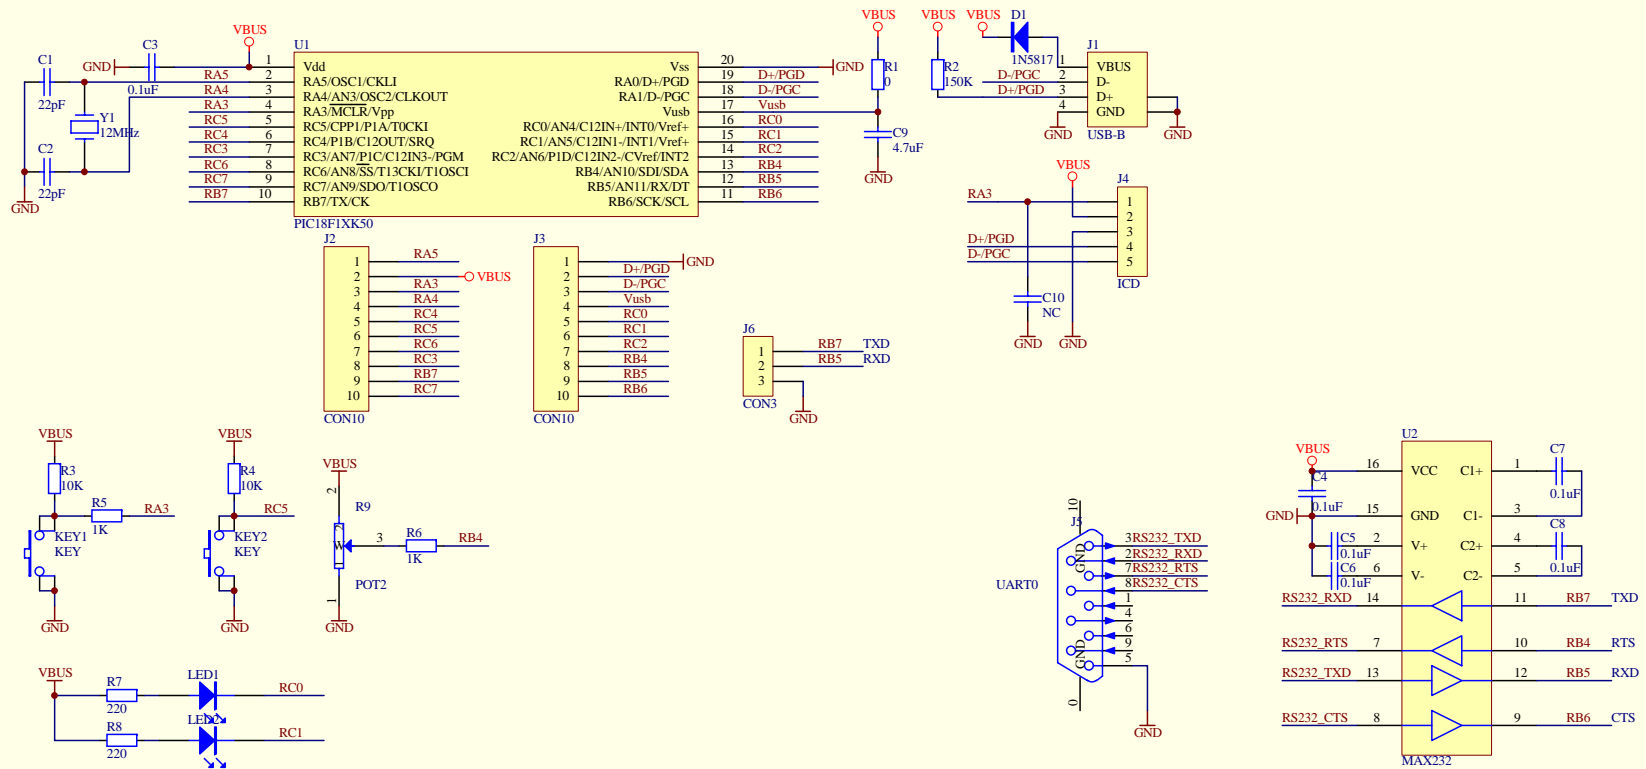 VBUS
C3
GND
0.1uF
C1
22pF
Y1
12MHz
C2
22pF
GND
RA5
RA4
RA3
RC5
RC4
RC3
RC6
RC7
RB7
U1
1 Vdd
2 RA5/OSC1/CKLI
3 RA4/AN3/OSC2/CLKOUT
4 RA3/MCLR/Vpp
5 RC5/CPP1/P1A/T0CKI
6 RC4/P1B/C12OUT/SRQ
7 RC3/AN7/P1C/C12IN3-/PGM
8 RC6/AN8/SS/T13CKI/T1OSCI
9 RC7/AN9/SDO/T1OSCO
10 RB7/TX/CK
Vss 20 GND
RA0/D+/PGD 19 D+/PGD
RA1/D-/PGC 18 D-/PGC
Vusb 17 Vusb
RC0/AN4/C12IN+/INT0/Vref+ 16 RC0
RC1/AN5/C12IN1-/INT1/Vref+ 15 RC1
RC2/AN6/P1D/C12IN2-/CVref/INT2 14 RC2
RB4/AN10/SDI/SDA 13 RB4
RB5/AN11/RX/DT 12 RB5
RB6/SCK/SCL 11 RB6
PIC18F1XK50
VBUS
R1
0
C9
4.7uF
GND
VBUS
R2
150K
VBUS
D1
1N5817
D-/PGC
D+/PGD
J1
1 VBUS
2 D-
3 D+
4 GND
USB-B
GND
GND
VBUS
RA3
D+/PGD
D-/PGC
J4
1
2
3
4
5
ICD
C10
NC
GND
GND
J2
1 RA5
2 VBUS
3 RA3
4 RA4
5 RC4
6 RC5
7 RC6
8 RC3
9 RB7
10 RC7
CON10
J3
1 GND
2 D+/PGD
3 D-/PGC
4 Vusb
5 RC0
6 RC1
7 RC2
8 RB4
9 RB5
10 RB6
CON10
J6
1 RB7 TXD
2 RB5 RXD
3
CON3
GND
VBUS
R3
10K
R5
1K
RA3
KEY1
KEY
GND
VBUS
R4
10K
RC5
KEY2
KEY
GND
VBUS
2
R9
W
1
2
3
R6
1K
RB4
POT2
1
GND
VBUS
R7
220
LED1
RC0
R8
220
LED2
RC1
10
J5
UART0
GND
GND
3 RS232_TXD
2 RS232_RXD
7 RS232_RTS
8 RS232_CTS
1
4
6
9
5
0
GND
VBUS
C4
0.1uF
GND
C5
0.1uF
C6
0.1uF
U2
16 VCC C1+ 1
15 GND C1- 3
2 V+ C2+ 4
6 V- C2- 5
C7
0.1uF
C8
0.1uF
RS232_RXD 14 11 RB7 TXD
RS232_RTS 7 10 RB4 RTS
RS232_TXD 13 12 RB5 RXD
RS232_CTS 8 9 RB6 CTS
MAX232